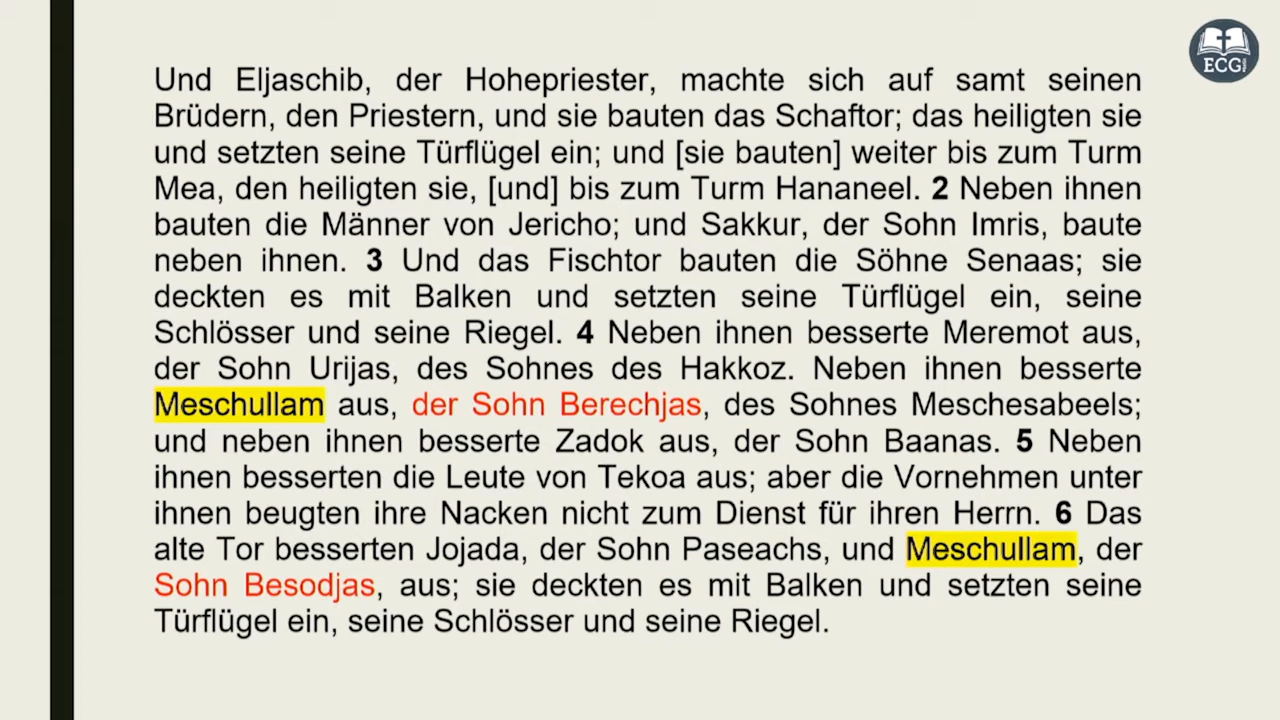 ECG
Und Eljaschib, der Hohepriester, machte sich auf samt seinen
Brüdern, den Priestern, und sie bauten das Schaftor; das heiligten sie
und setzten seine Türflügel ein; und [sie bauten] weiter bis zum Turm
Mea, den heiligten sie, [und] bis zum Turm Hananeel. 2 Neben ihnen
bauten die Männer von Jericho; und Sakkur, der Sohn Imris, baute
neben ihnen. 3 Und das Fischtor bauten die Söhne Senaas; sie
deckten es mit Balken und setzten seine Türflügel ein, seine
Schlösser und seine Riegel. 4 Neben ihnen besserte Meremot aus,
der Sohn Urijas, des Sohnes des Hakkoz. Neben ihnen besserte
Meschullam aus, der Sohn Berechjas, des Sohnes Meschesabeels;
und neben ihnen besserte Zadok aus, der Sohn Baanas. 5 Neben
ihnen besserten die Leute von Tekoa aus; aber die Vornehmen unter
ihnen beugten ihre Nacken nicht zum Dienst für ihren Herrn. 6 Das
alte Tor besserten Jojada, der Sohn Paseachs, und Meschullam, der
Sohn Besodjas, aus; sie deckten es mit Balken und setzten seine
Türflügel ein, seine Schlösser und seine Riegel.